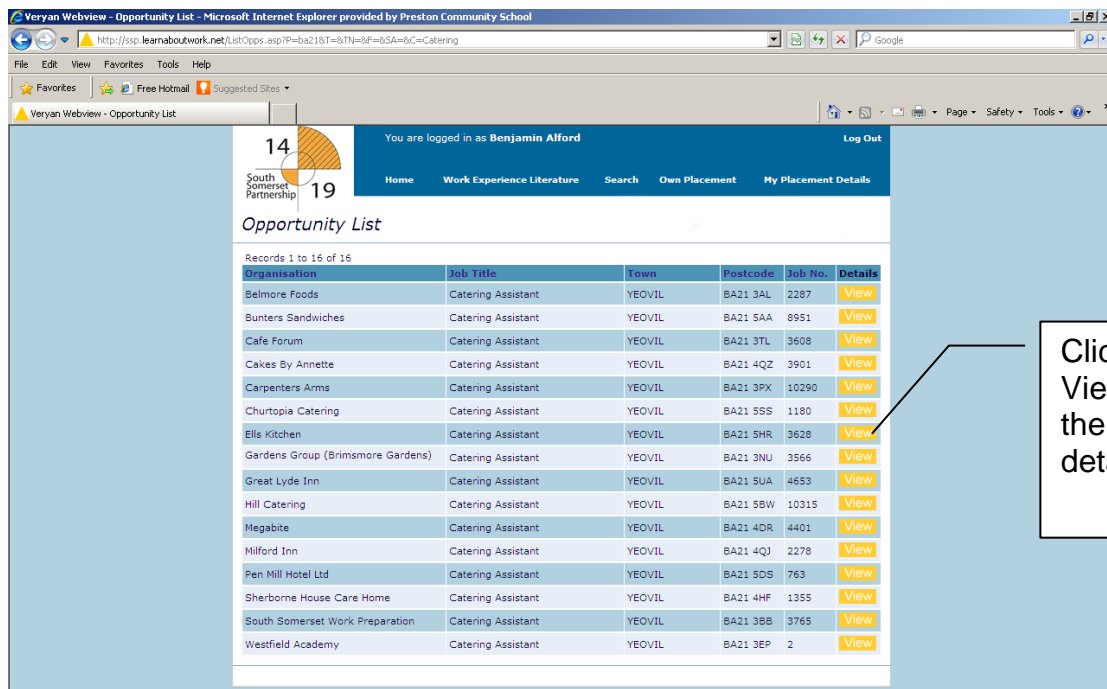 Veryan Webview - Opportunity List - Microsoft Internet Explorer provided by Preston Community School
http://ssp.learnaboutwork.net/ListOpps.asp?P=ba21&T=&TN=&F=&SA=&C=Catering
Google
File Edit View Favorites Tools Help
Favorites Free Hotmail Suggested Sites
Veryan Webview - Opportunity List
Page Safety Tools
14
South Somerset Partnership
19
You are logged in as Benjamin Alford Log Out
Home Work Experience Literature Search Own Placement My Placement Details
Opportunity List
Records 1 to 16 of 16
Organisation Job Title Town Postcode Job No. Details
Belmore Foods Catering Assistant YEOVIL BA21 3AL 2287 View
Bunters Sandwiches Catering Assistant YEOVIL BA21 5AA 8951 View
Cafe Forum Catering Assistant YEOVIL BA21 3TL 3608 View
Cakes By Annette Catering Assistant YEOVIL BA21 4QZ 3901 View
Carpenters Arms Catering Assistant YEOVIL BA21 3PX 10290 View
Churtopia Catering Catering Assistant YEOVIL BA21 5SS 1180 View
Ells Kitchen Catering Assistant YEOVIL BA21 5HR 3628 View
Gardens Group (Brimsmore Gardens) Catering Assistant YEOVIL BA21 3NU 3566 View
Great Lyde Inn Catering Assistant YEOVIL BA21 5UA 4653 View
Hill Catering Catering Assistant YEOVIL BA21 5BW 10315 View
Megabite Catering Assistant YEOVIL BA21 4DR 4401 View
Milford Inn Catering Assistant YEOVIL BA21 4QJ 2278 View
Pen Mill Hotel Ltd Catering Assistant YEOVIL BA21 5DS 763 View
Sherborne House Care Home Catering Assistant YEOVIL BA21 4HF 1355 View
South Somerset Work Preparation Catering Assistant YEOVIL BA21 3BB 3765 View
Westfield Academy Catering Assistant YEOVIL BA21 3EP 2 View
the